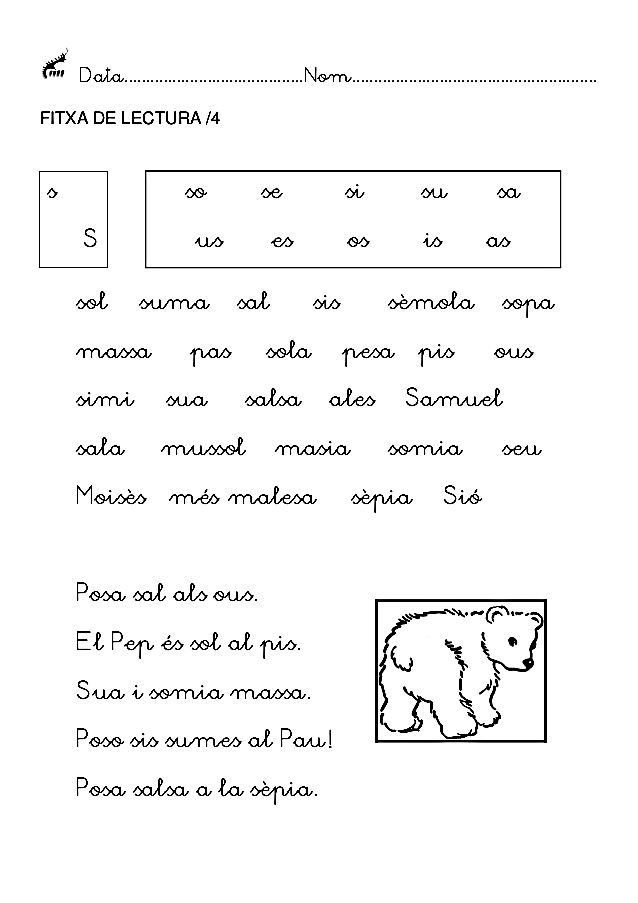 Data..........................................Nom.........................................................
FITXA DE LECTURA /4
s so se si su sa
S us es os is as
sol suma sal sis sèmola sopa
massa pas sola pesa pis ous
simi sua salsa ales Samuel
sala mussol masia somia seu
Moisès més malesa sèpia Sió
Posa sal als ous.
El Pep és sol al pis.
Sua i somia massa.
Poso sis sumes al Pau!
Posa salsa a la sèpia.